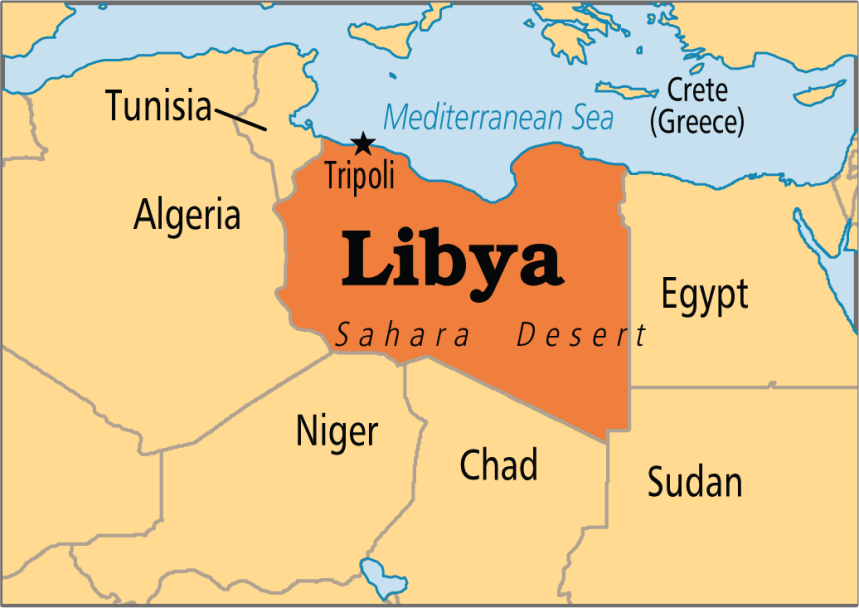 Tunisia
Mediterranean Sea
Crete
(Greece)
Tripoli
Algeria
Libya
Egypt
Sahara Desert
Niger
Chad
Sudan